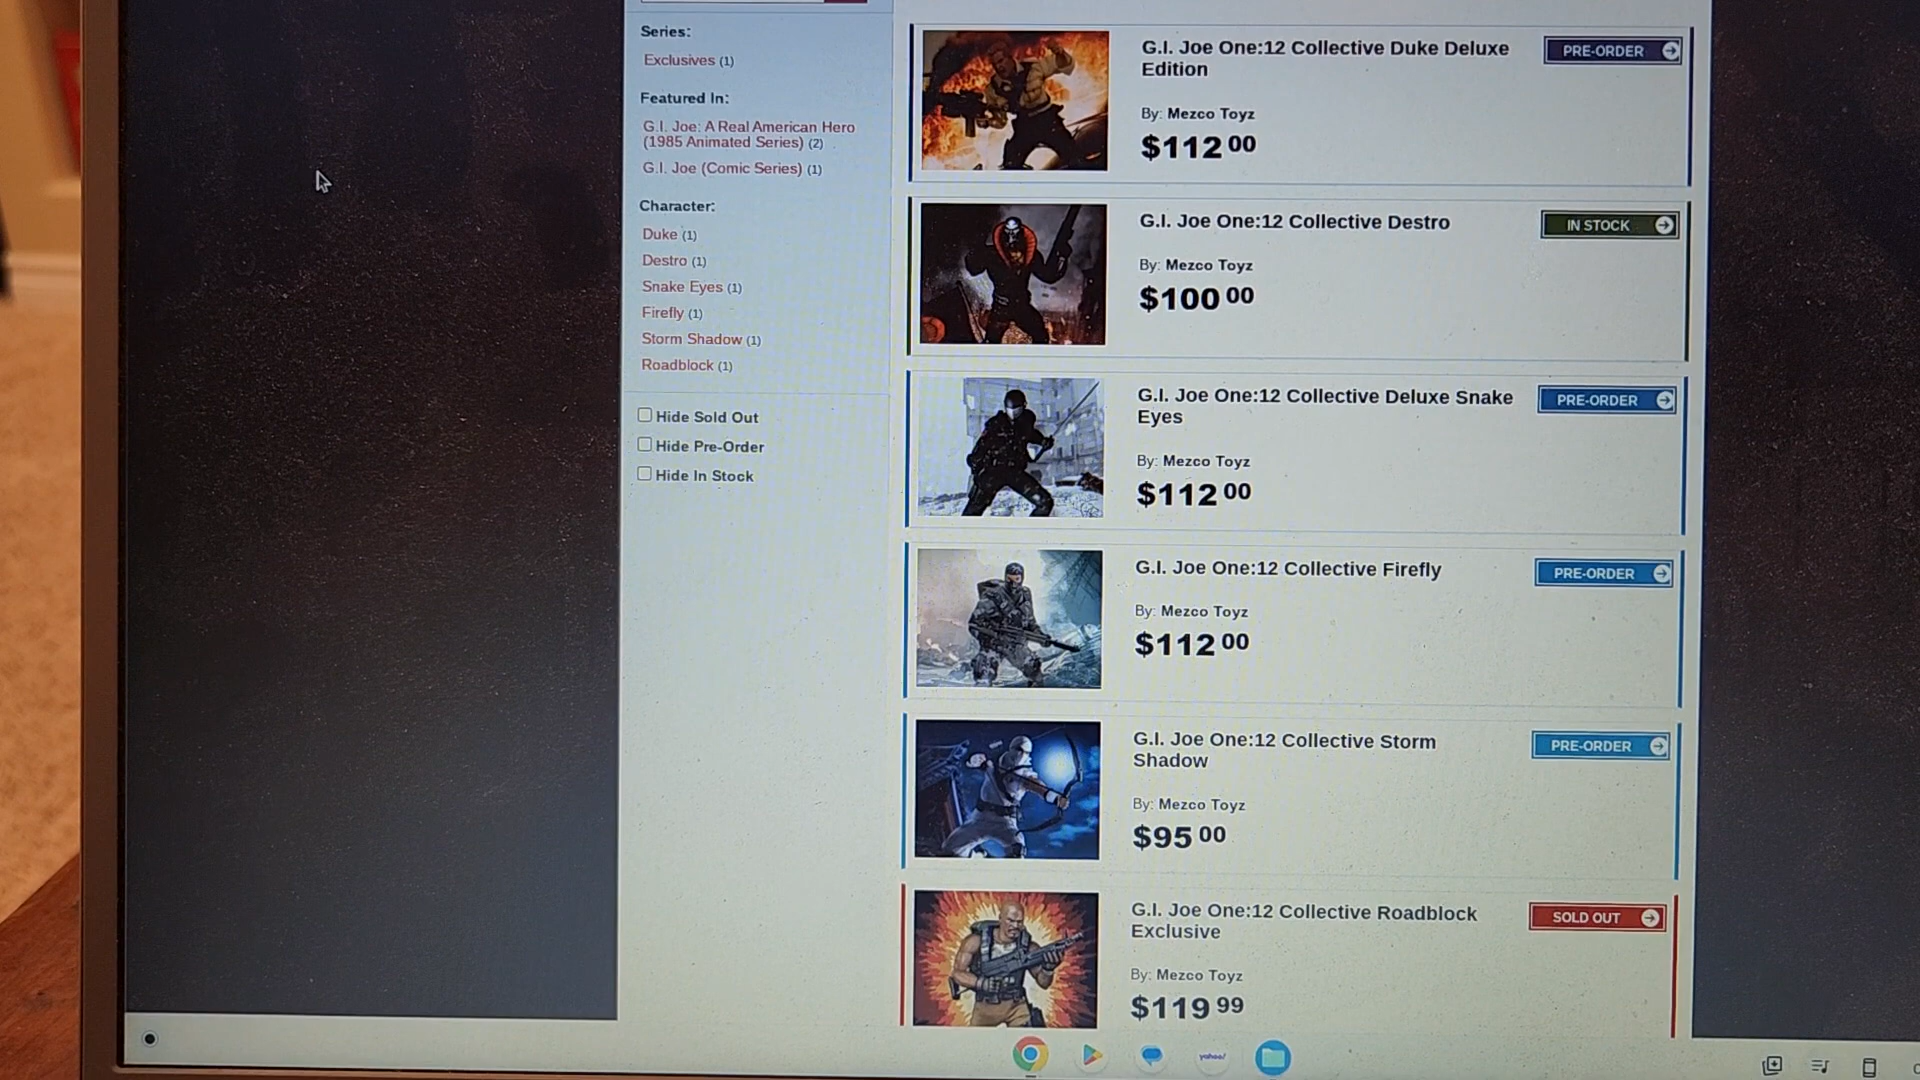 Series:
Exclusives (1)
Featured In:
G.I. Joe: A Real American Hero
(1985 Animated Series) (2)
G.I. Joe (Comic Series) (1)
Character:
Duke (1)
Destro (1)
Snake Eyes (1)
Firefly (1)
Storm Shadow (1)
Roadblock (1)
Hide Sold Out
Hide Pre-Order
Hide In Stock
G.I. Joe One:12 Collective Duke Deluxe
Edition
PRE-ORDER
By: Mezco Toyz
$112 00
G.I. Joe One:12 Collective Destro
IN STOCK
By: Mezco Toyz
$100 00
G.I. Joe One:12 Collective Deluxe Snake
Eyes
PRE-ORDER
By: Mezco Toyz
$112 00
G.I. Joe One:12 Collective Firefly
PRE-ORDER
By: Mezco Toyz
$112 00
G.I. Joe One:12 Collective Storm
Shadow
PRE-ORDER
By: Mezco Toyz
$95 00
G.I. Joe One:12 Collective Roadblock
Exclusive
SOLD OUT
By: Mezco Toyz
$119 99
yahoo!